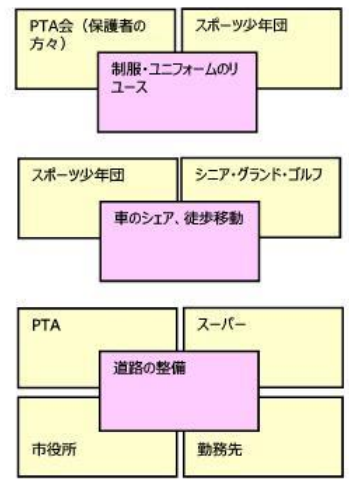 PTA会（保護者の
方々）
スポーツ少年団
制服・ユニフォームのリ
ユース
スポーツ少年団
シニア・グランド・ゴルフ
車のシェア、徒歩移動
PTA
スーパー
道路の整備
市役所
勤務先